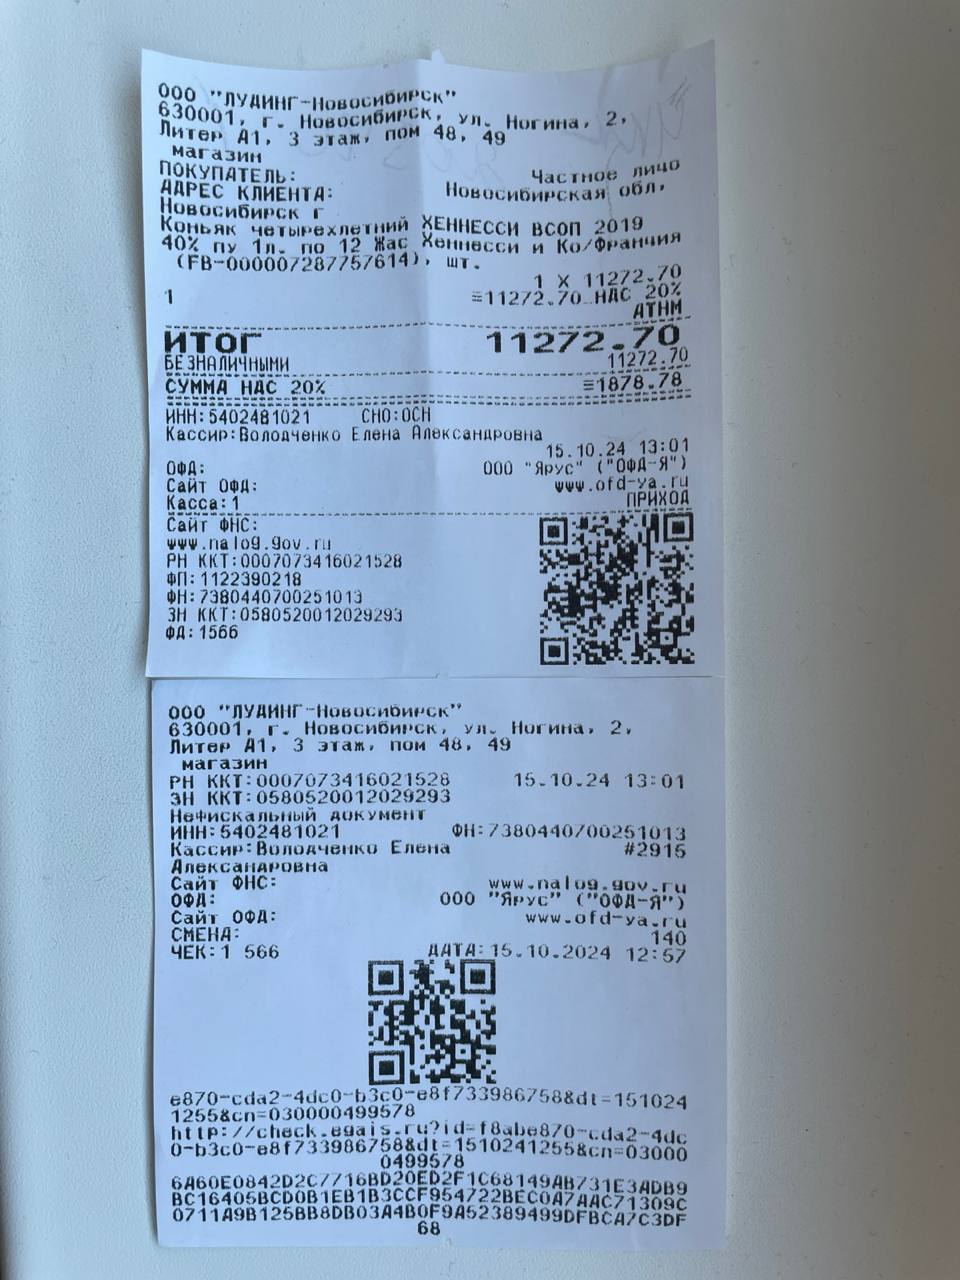 ООО "ЛУДИНГ-Новосибирск"
630001, г. Новосибирск, ул. Ногина, 2,
Литер А1, 3 этаж, пом 48, 49
магазин
ПОКУПАТЕЛЬ: Частное лицо
АДРЕС КЛИЕНТА: Новосибирская обл,
Новосибирск г
Коньяк четырехлетний ХЕННЕССИ ВСОП 2019
40% пу 1л. по 12 Жас Хеннесси и Ко/Франция
(FB-000007287757614), шт.
1 X 11272.70
1 ≡11272.70 НДС 20%
АТНМ
ИТОГ 11272.70
БЕЗНАЛИЧНЫМИ 11272.70
СУММА НДС 20% ≡1878.78
ИНН:5402481021 СНО:ОСН
Кассир:Володченко Елена Александровна
15.10.24 13:01
ОФД: ООО "Ярус" ("ОФД-Я")
Сайт ОФД: www.ofd-ya.ru
Касса:1 ПРИХОД
Сайт ФНС:
www.nalog.gov.ru
РН ККТ:0007073416021528
ФП:1122390218
ФН:7380440700251013
ЗН ККТ:0580520012029293
ФД:1566
ООО "ЛУДИНГ-Новосибирск"
630001, г. Новосибирск, ул. Ногина, 2,
Литер А1, 3 этаж, пом 48, 49
магазин
РН ККТ:0007073416021528 15.10.24 13:01
ЗН ККТ:0580520012029293
Нефискальный документ
ИНН:5402481021 ФН:7380440700251013
Кассир:Володченко Елена #2915
Александровна
Сайт ФНС: www.nalog.gov.ru
ОФД: ООО "Ярус" ("ОФД-Я")
Сайт ОФД: www.ofd-ya.ru
СМЕНА: 140
ЧЕК:1 566 ДАТА:15.10.2024 12:57
e870-cda2-4dc0-b3c0-e8f733986758&dt=151024
1255&cn=030000499578
http://check.egais.ru?id=f8abe870-cda2-4dc
0-b3c0-e8f733986758&dt=1510241255&cn=03000
0499578
6A60E0842D2C7716BD20ED2F1C68149AB731E3ADB9
BC16405BCD0B1EB1B3CCF954722BEC0A7AAC71309C
0711A9B125BB8DB03A4B0F9A52389499DFBCA7C3DF
68